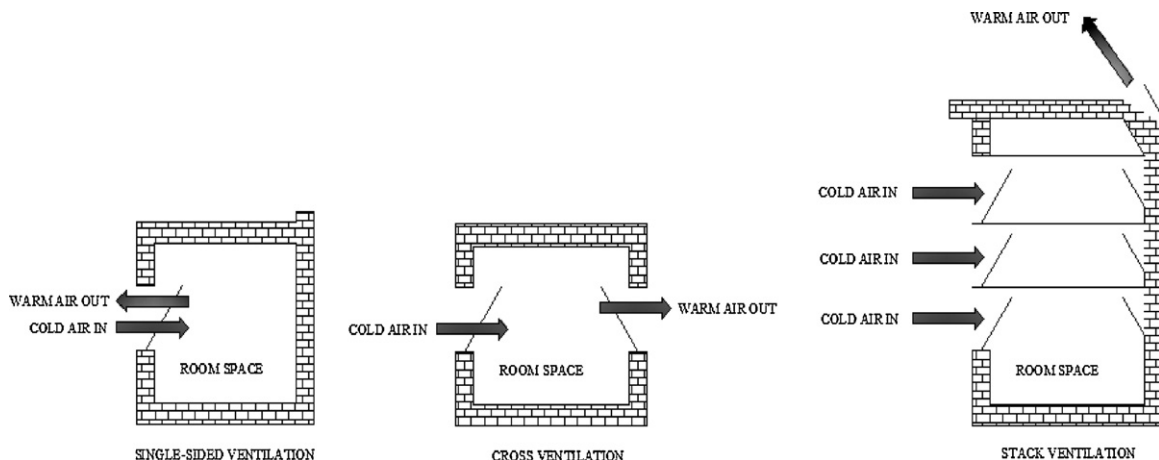 WARM AIR OUT
COLD AIR IN
ROOM SPACE
SINGLE-SIDED VENTILATION
COLD AIR IN
WARM AIR OUT
ROOM SPACE
CROSS VENTILATION
WARM AIR OUT
COLD AIR IN
COLD AIR IN
COLD AIR IN
ROOM SPACE
STACK VENTILATION